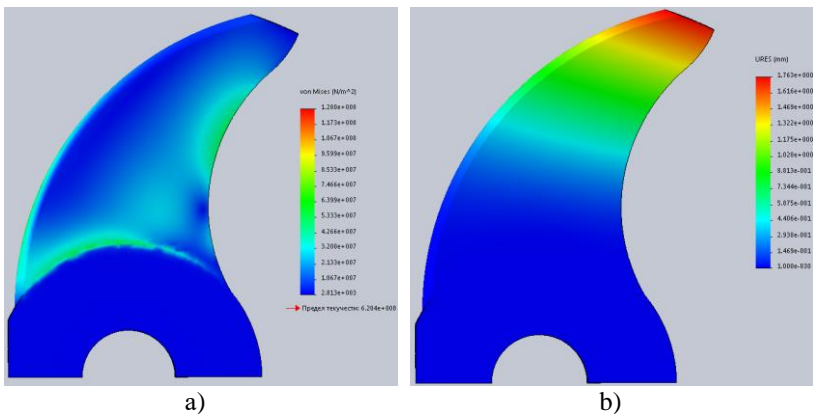 von Mises (N/m^2)
1.280e+008
1.173e+008
1.067e+008
9.599e+007
8.533e+007
7.466e+007
6.399e+007
5.333e+007
4.266e+007
3.200e+007
2.133e+007
1.067e+007
2.013e+003
Предел текучести: 6.204e+008
URES (mm)
1.763e+000
1.616e+000
1.469e+000
1.322e+000
1.175e+000
1.028e+000
8.813e-001
7.344e-001
5.875e-001
4.406e-001
2.938e-001
1.469e-001
1.000e-030
a)
b)